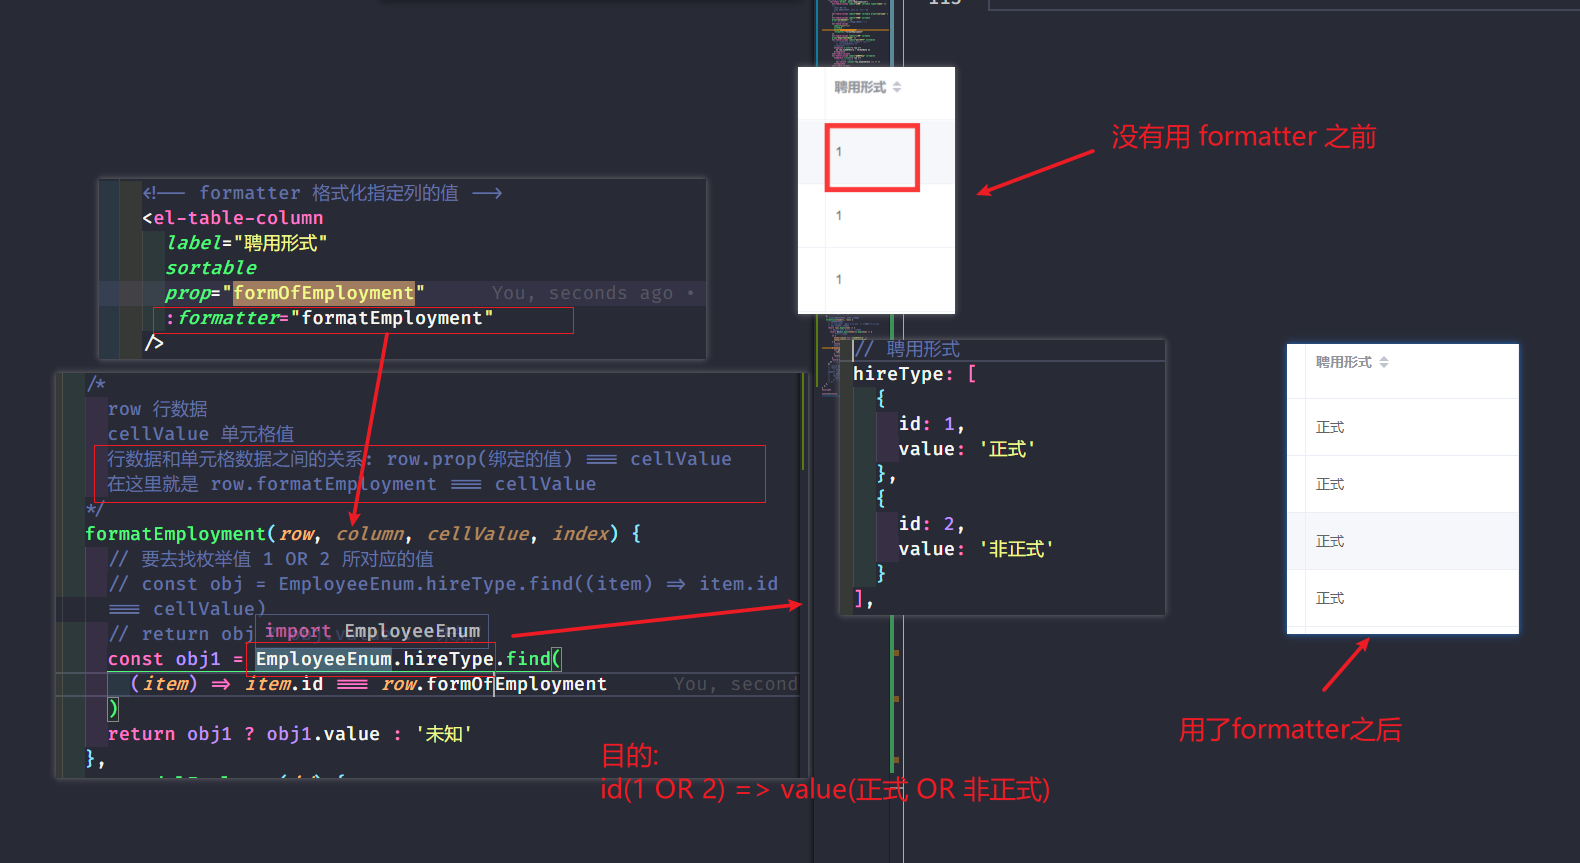 115
聘用形式
1
1
1
没有用 formatter 之前
<!-- formatter 格式化指定列的值 -->
<el-table-column
label="聘用形式"
sortable
prop="formOfEmployment" You, seconds ago •
:formatter="formatEmployment"
/>
/*
row 行数据
cellValue 单元格值
行数据和单元格数据之间的关系: row.prop(绑定的值) === cellValue
在这里就是 row.formatEmployment === cellValue
*/
formatEmployment(row, column, cellValue, index) {
// 要去找枚举值 1 OR 2 所对应的值
// const obj = EmployeeEnum.hireType.find((item) => item.id
=== cellValue)
// return obj
import EmployeeEnum
const obj1 = EmployeeEnum.hireType.find(
(item) => item.id === row.formOfEmployment You, second
)
return obj1 ? obj1.value : '未知'
},
// 聘用形式
hireType: [
{
id: 1,
value: '正式'
},
{
id: 2,
value: '非正式'
}
],
聘用形式
正式
正式
正式
正式
用了formatter之后
目的:
id(1 OR 2) => value(正式 OR 非正式)